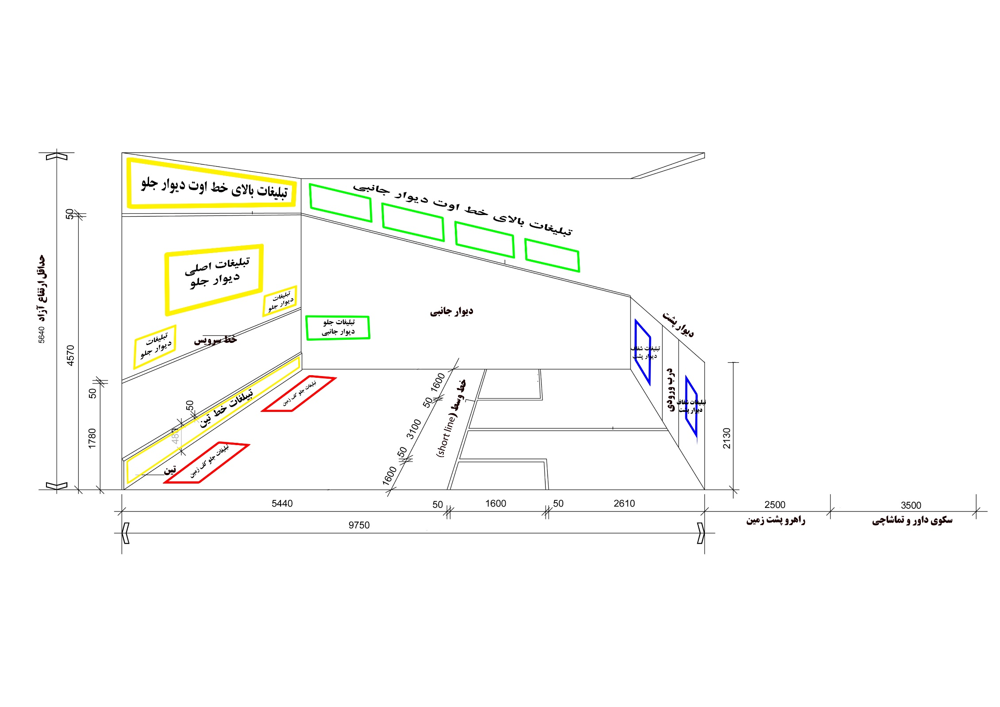 تبلیغات بالای خط اوت دیوار جلو
تبلیغات بالای خط اوت دیوار جانبی
50
تبلیغات اصلی
دیوار جلو
تبلیغات
دیوار جلو
تبلیغات
دیوار جلو
خط سرویس
تبلیغات جلو
دیوار جانبی
دیوار جانبی
دیوار پشت
تبلیغات شفاف
دیوار پشت
درب ورودی
تبلیغات شفاف
دیوار پشت
حداقل ارتفاع آزاد 5640
4570
50
1780
50
480
تبیلغات خط تین
تین
تبلیغات جلو کف زمین
تبلیغات جلو کف زمین
1600
50
3100
50
1600
خط وسط (short line)
2130
5440
50
1600
50
2610
2500
3500
راهرو پشت زمین
سکوی داور و تماشاچی
9750